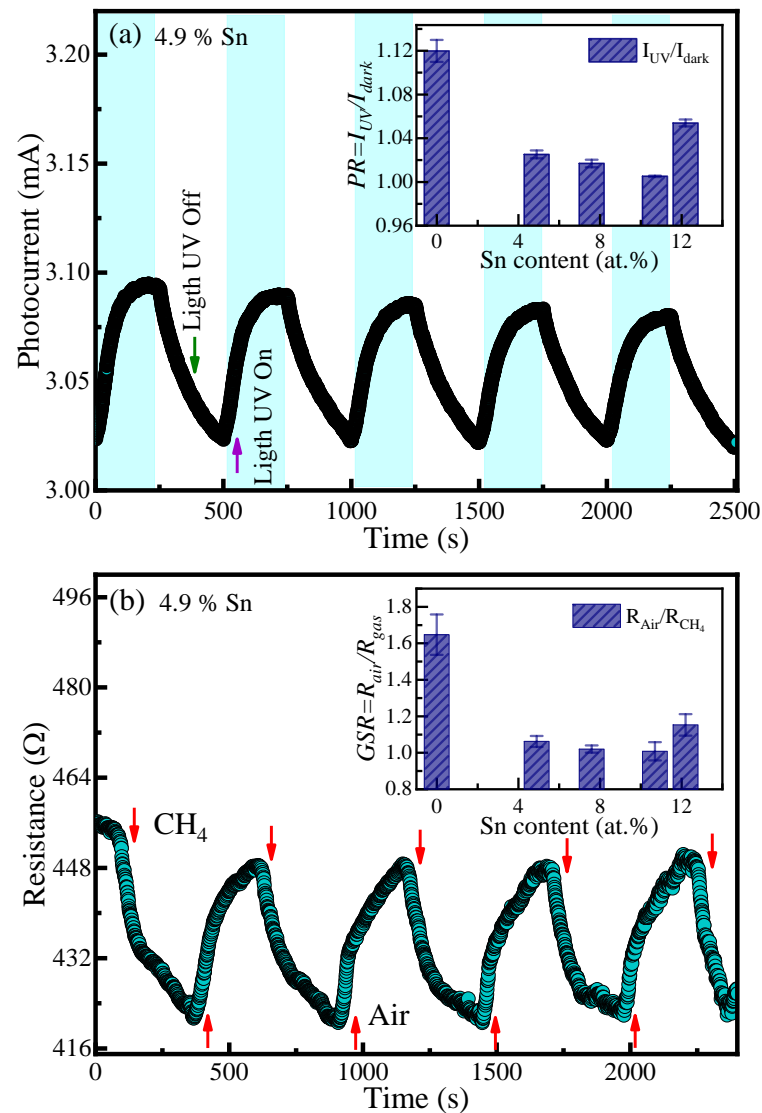 (a) 4.9 % Sn
I_UV/I_dark
PR=I_UV/I_dark
1.12
1.08
1.04
1.00
0.96
0 4 8 12
Sn content (at.%)
Photocurrent (mA)
3.20
3.15
3.10
3.05
3.00
Ligth UV Off
Ligth UV On
0 500 1000 1500 2000 2500
Time (s)
(b) 4.9 % Sn
R_Air/R_CH4
GSR=R_air/R_gas
1.8
1.6
1.4
1.2
1.0
0.8
0 4 8 12
Sn content (at.%)
Resistance (Ω)
496
480
464
448
432
416
CH4
Air
0 500 1000 1500 2000
Time (s)